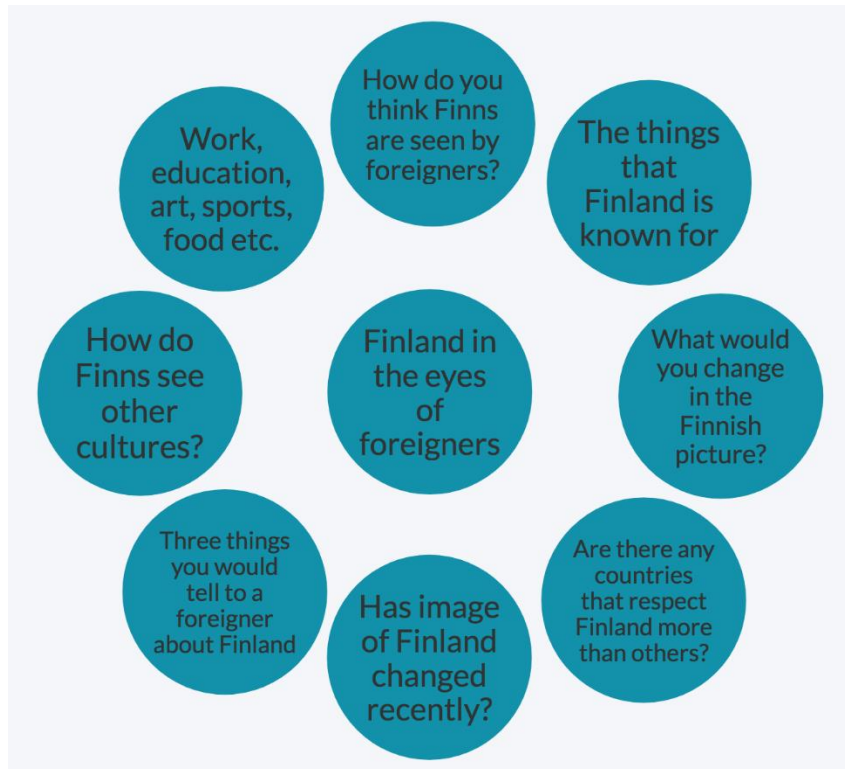 How do you
think Finns
are seen by
foreigners?
Work,
education,
art, sports,
food etc.
The things
that
Finland is
known for
How do
Finns see
other
cultures?
Finland in
the eyes
of
foreigners
What would
you change
in the
Finnish
picture?
Three things
you would
tell to a
foreigner
about Finland
Has image
of Finland
changed
recently?
Are there any
countries
that respect
Finland more
than others?